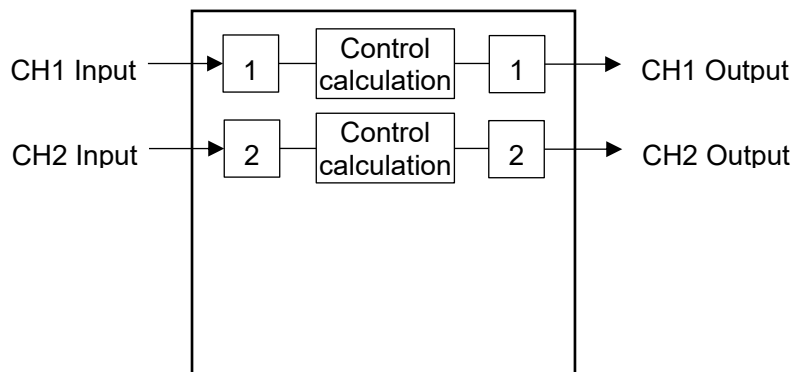 CH1 Input
1
Control
calculation
1
CH1 Output
CH2 Input
2
Control
calculation
2
CH2 Output